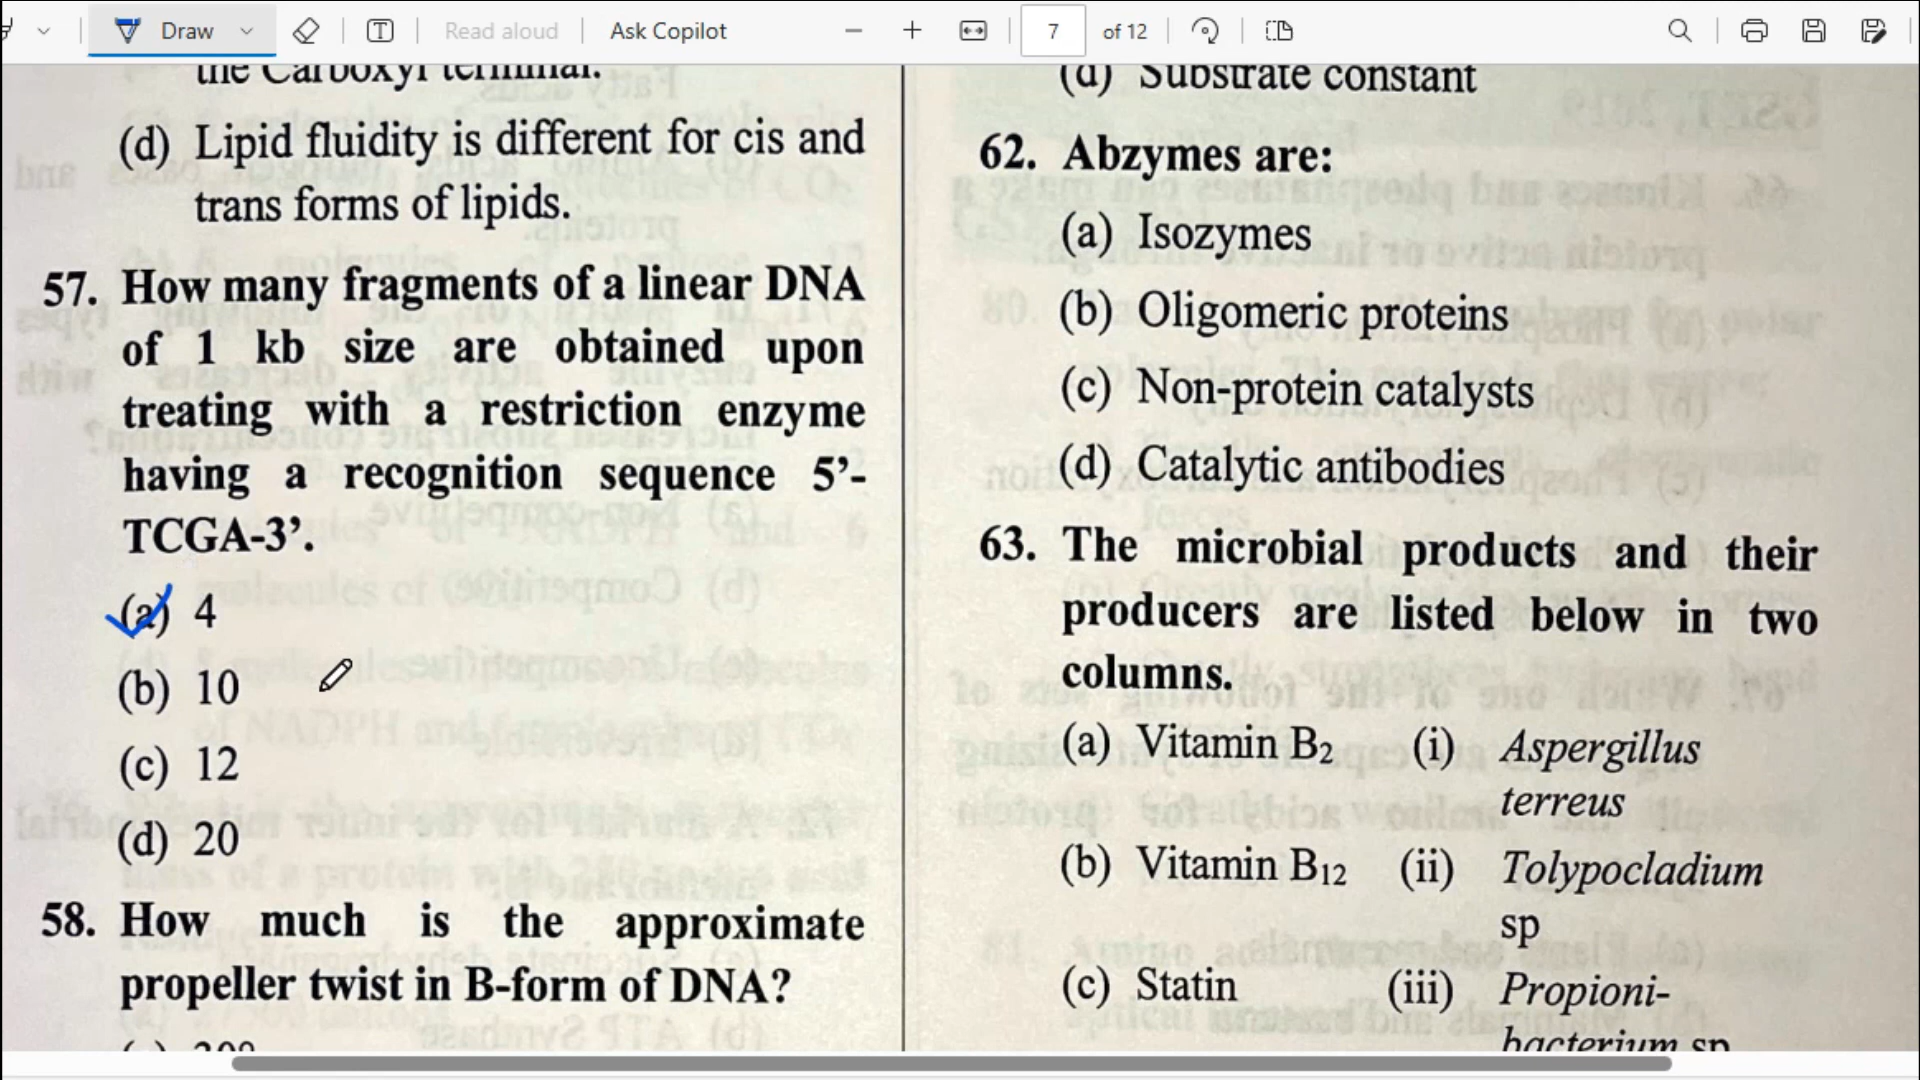 Draw
Read aloud
Ask Copilot
7
of 12
the Carboxyl terminal.
(d) Lipid fluidity is different for cis and
trans forms of lipids.
57. How many fragments of a linear DNA
of 1 kb size are obtained upon
treating with a restriction enzyme
having a recognition sequence 5’-
TCGA-3’.
(a) 4
(b) 10
(c) 12
(d) 20
58. How much is the approximate
propeller twist in B-form of DNA?
(d) Substrate constant
62. Abzymes are:
(a) Isozymes
(b) Oligomeric proteins
(c) Non-protein catalysts
(d) Catalytic antibodies
63. The microbial products and their
producers are listed below in two
columns.
(a) Vitamin B2 (i) Aspergillus
terreus
(b) Vitamin B12 (ii) Tolypocladium
sp
(c) Statin (iii) Propioni-
bacterium sp